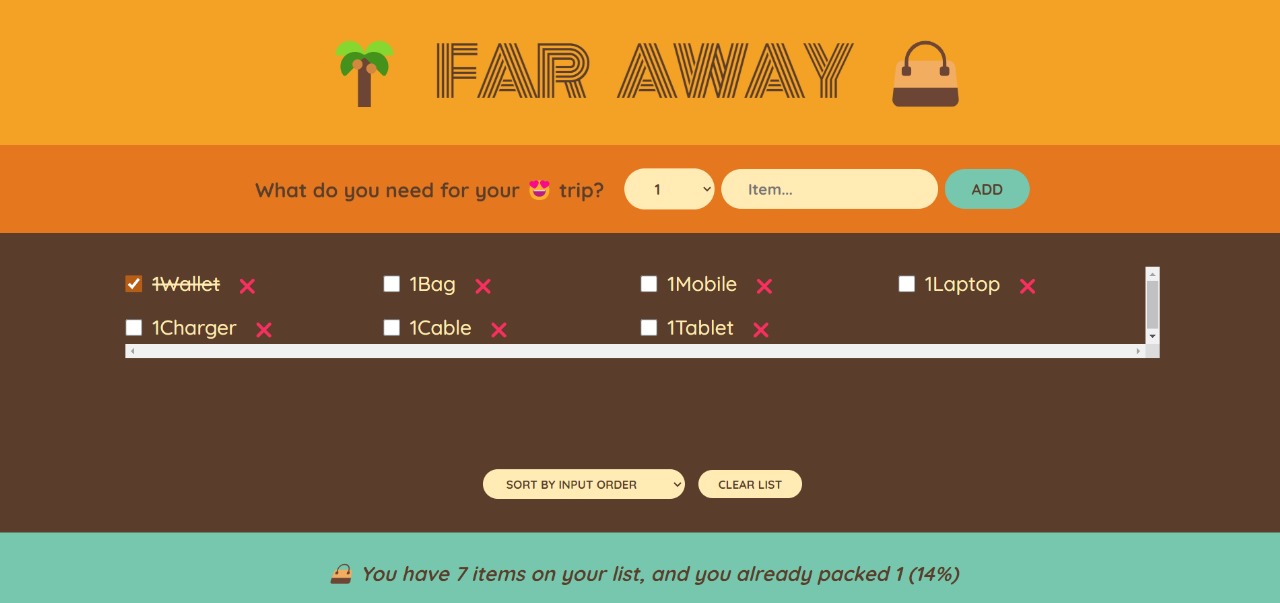 FAR AWAY
What do you need for your 😍 trip? 1 Item... ADD
1Wallet 1Bag 1Mobile 1Laptop
1Charger 1Cable 1Tablet
SORT BY INPUT ORDER CLEAR LIST
You have 7 items on your list, and you already packed 1 (14%)